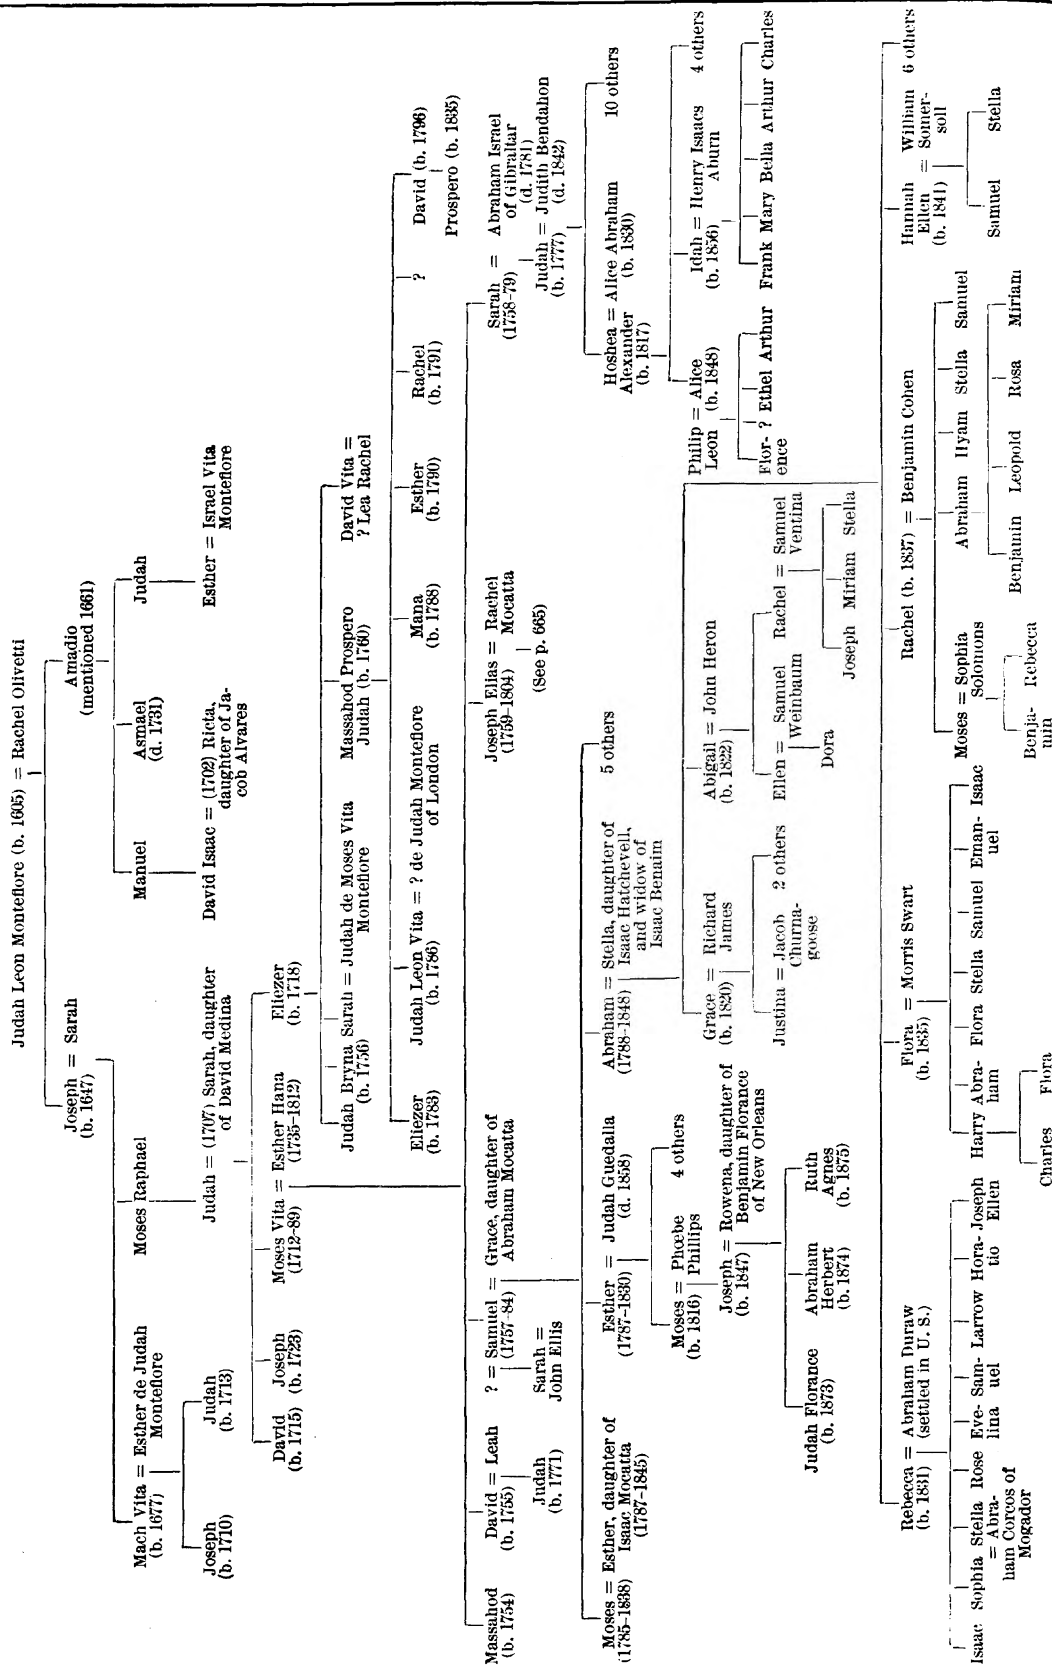 Judah Leon Montefiore (b. 1605) = Rachel Olivetti
Joseph = Sarah
(b. 1647)
Amadio
(mentioned 1661)
Mach Vita = Esther de Judah
(b. 1677) Montefiore
Moses Raphael
Manuel
Asmael
(d. 1731)
Judah
Joseph
(b. 1710)
Judah
(b. 1713)
Judah = (1707) Sarah, daughter
of David Medina
David Isaac = (1702) Ricta,
daughter of Ja-
cob Alvares
Esther = Israel Vita
Montefiore
David
(b. 1715)
Joseph
(b. 1723)
Moses Vita = Esther Hana
(1712-89) (1735-1812)
Eliezer
(b. 1718)
Judah Bryna
(b. 1756)
Sarah = Judah de Moses Vita
Montefiore
Massahod Prospero
Judah (b. 1760)
David Vita =
? Lea Rachel
Eliezer
(b. 1783)
Judah Leon Vita = ? de Judah Montefiore
(b. 1786) of London
Mana
(b. 1788)
Esther
(b. 1790)
Rachel
(b. 1791)
?
David (b. 1796)
Prospero (b. 1835)
Massahod
(b. 1754)
David = Leah
(b. 1755)
Judah
(b. 1771)
? = Samuel = Grace, daughter of
(1757-84) Abraham Mocatta
Sarah =
John Ellis
Joseph Elias = Rachel
(1759-1804) Mocatta
(See p. 665)
Sarah = Abraham Israel
(1758-79) of Gibraltar
(d. 1781)
Judah = Judith Bendahon
(b. 1777) (d. 1842)
Moses = Esther, daughter of
(1785-1838) Isaac Mocatta
(1787-1845)
Esther = Judah Guedalla
(1787-1830) (d. 1858)
Abraham = Stella, daughter of
(1788-1848) Isaac Hatchevell,
and widow of
Isaac Benaim
5 others
Hoshea = Alice Abraham
Alexander (b. 1830)
(b. 1817)
10 others
Moses = Phœbe
(b. 1816) Phillips
4 others
Grace = Richard
(b. 1820) James
Abigail = John Heron
(b. 1822)
Philip = Alice
Leon (b. 1848)
Idah = Henry Isaacs
(b. 1856) Aburn
4 others
Joseph = Rowena, daughter of
(b. 1847) Benjamin Florance
of New Orleans
Justina = Jacob
Churna-
goose
2 others
Ellen = Samuel
Weinbaum
Dora
Rachel = Samuel
Ventina
Flor-
ence
? Ethel Arthur
Frank Mary Bella Arthur Charles
Judah Florance
(b. 1873)
Abraham
Herbert
(b. 1874)
Ruth
Agnes
(b. 1875)
Joseph Miriam Stella
Rebecca = Abraham Duraw
(b. 1831) (settled in U. S.)
Flora = Morris Swart
(b. 1835)
Rachel (b. 1837) = Benjamin Cohen
Hannah = William
Ellen Somer-
(b. 1841) soll
6 others
Isaac Sophia Stella Rose
= Abra-
ham Corcos of
Mogador
Eve-
lina
Sam-
uel
Larrow
Hora-
tio
Joseph
Ellen
Harry
Abra-
ham
Flora Stella Samuel
Eman-
uel
Isaac
Charles Flora
Moses = Sophia
Solomons
Abraham Hyam Stella Samuel
Samuel Stella
Benja-
min
Rebecca
Benjamin Leopold Rosa Miriam